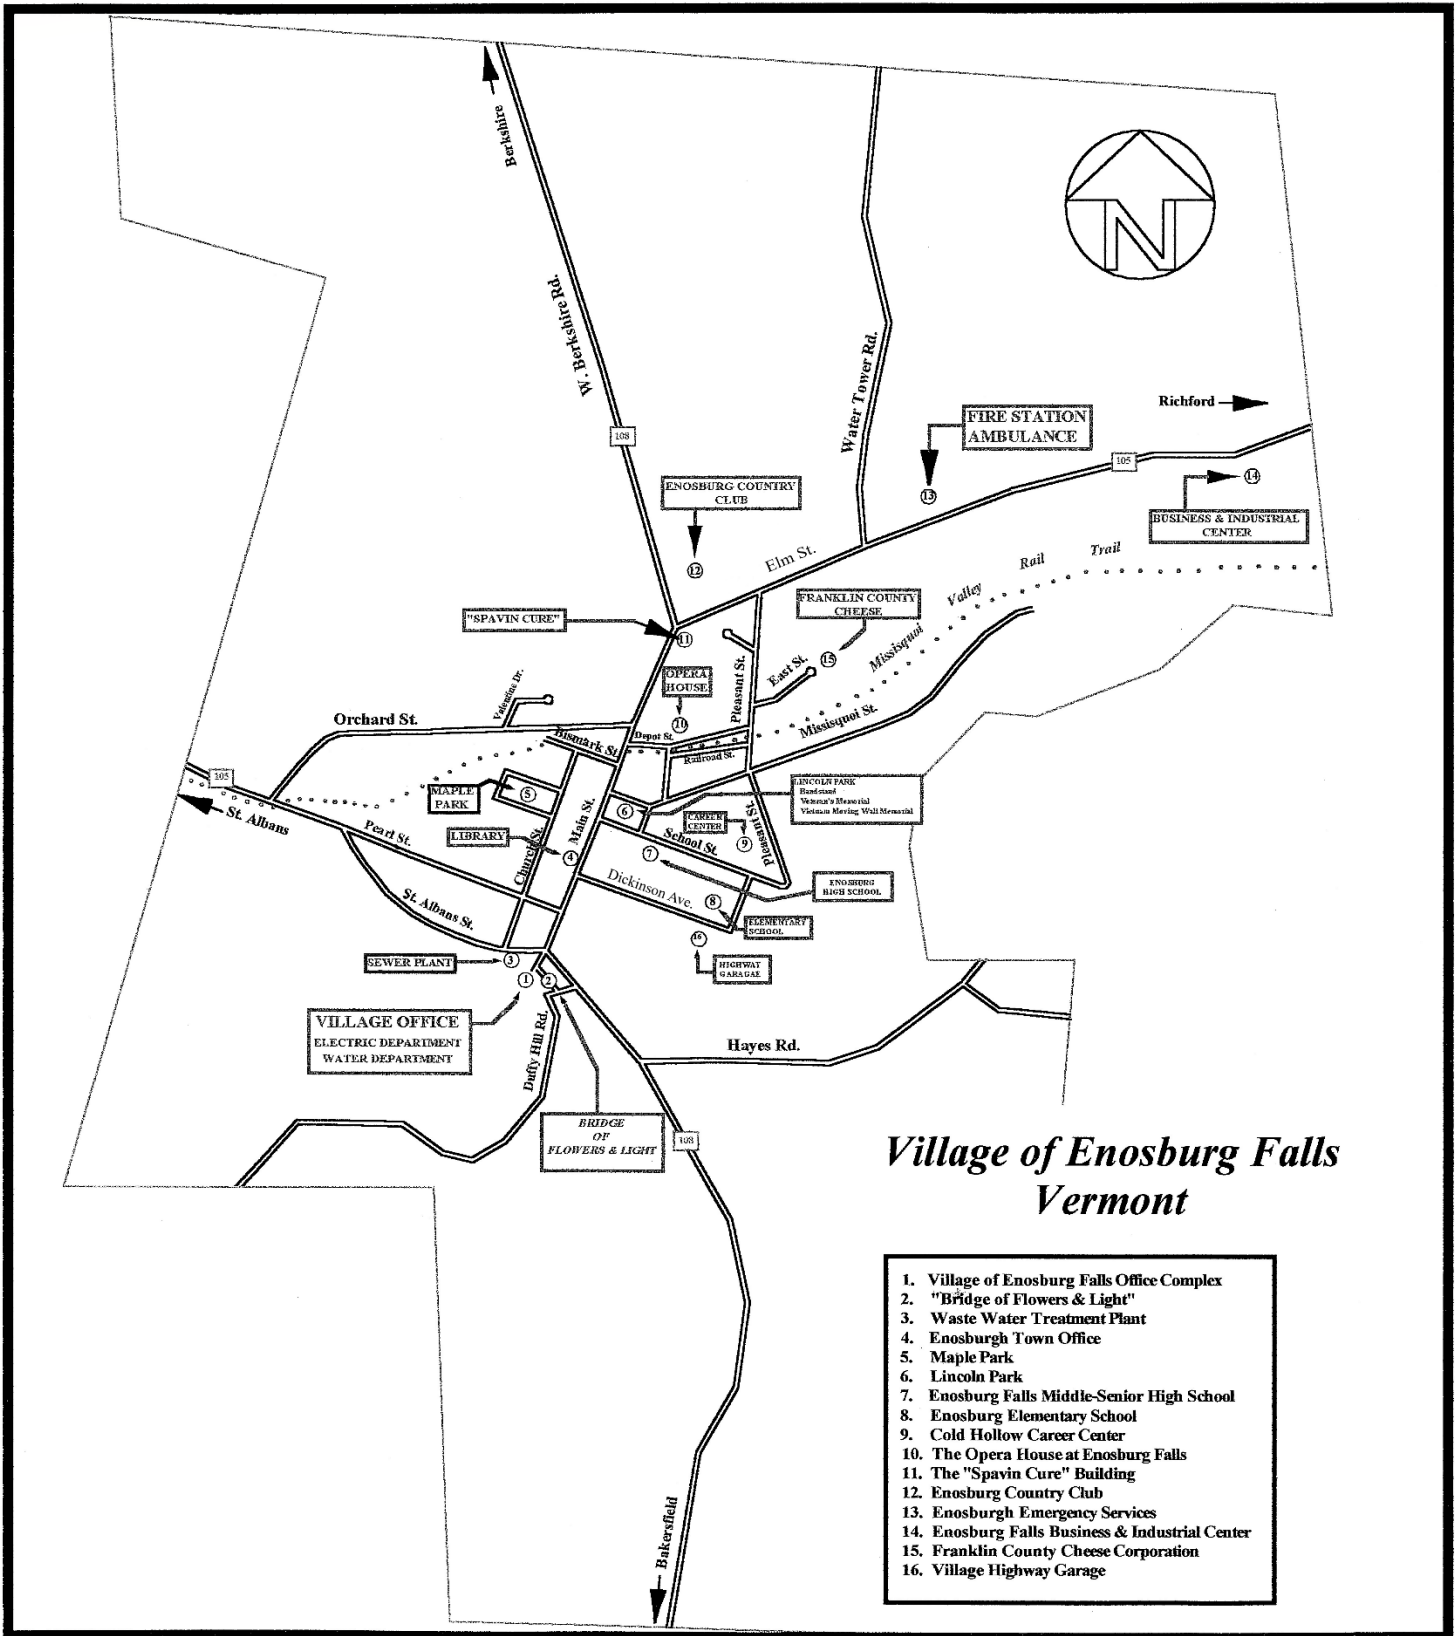 Berkshire
N
W. Berkshire Rd.
Water Tower Rd.
Richford
FIRE STATION
AMBULANCE
108
105
13
14
ENOSBURG COUNTRY
CLUB
BUSINESS & INDUSTRIAL
CENTER
12
Elm St.
Missisquoi Valley Rail Trail
"SPAVIN CURE"
11
FRANKLIN COUNTY
CHEESE
15
East St.
Pleasant St.
OPERA
HOUSE
10
Valentine Dr.
Orchard St.
Bismark St.
Depot St.
Railroad St.
Missisquoi St.
105
St. Albans
MAPLE
PARK
5
Main St.
6
LINCOLN PARK
Bandstand
Veteran's Memorial
Vietnam Moving Wall Memorial
Pearl St.
LIBRARY
4
Church St.
School St.
CAREER
CENTER
9
Pleasant St.
7
Dickinson Ave.
ENOSBURG
HIGH SCHOOL
8
ELEMENTARY
SCHOOL
St. Albans St.
SEWER PLANT
3
16
HIGHWAY
GARAGAE
1
2
VILLAGE OFFICE
ELECTRIC DEPARTMENT
WATER DEPARTMENT
Duffy Hill Rd.
Hayes Rd.
BRIDGE
OF
FLOWERS & LIGHT
108
Bakersfield
Village of Enosburg Falls
Vermont
1. Village of Enosburg Falls Office Complex
2. "Bridge of Flowers & Light"
3. Waste Water Treatment Plant
4. Enosburgh Town Office
5. Maple Park
6. Lincoln Park
7. Enosburg Falls Middle-Senior High School
8. Enosburg Elementary School
9. Cold Hollow Career Center
10. The Opera House at Enosburg Falls
11. The "Spavin Cure" Building
12. Enosburg Country Club
13. Enosburgh Emergency Services
14. Enosburg Falls Business & Industrial Center
15. Franklin County Cheese Corporation
16. Village Highway Garage